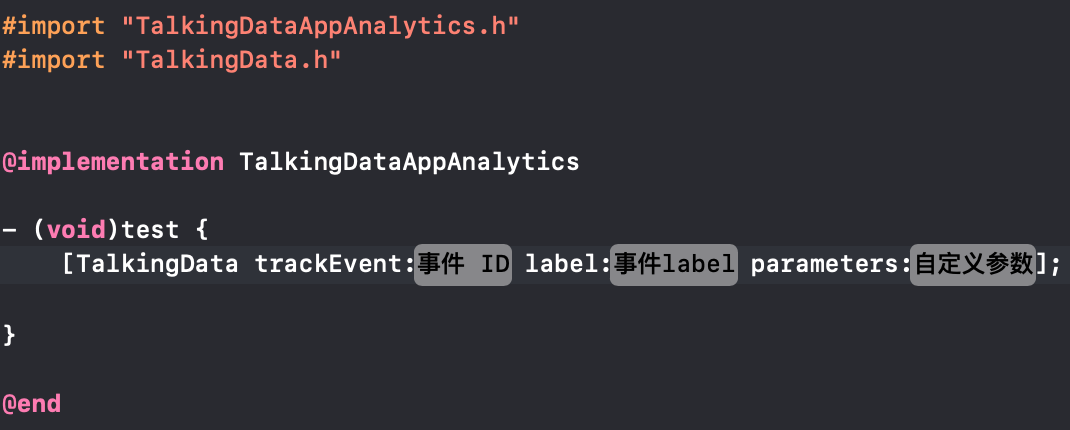 #import "TalkingDataAppAnalytics.h"
#import "TalkingData.h"
@implementation TalkingDataAppAnalytics
- (void)test {
[TalkingData trackEvent:事件 ID label:事件label parameters:自定义参数];
}
@end